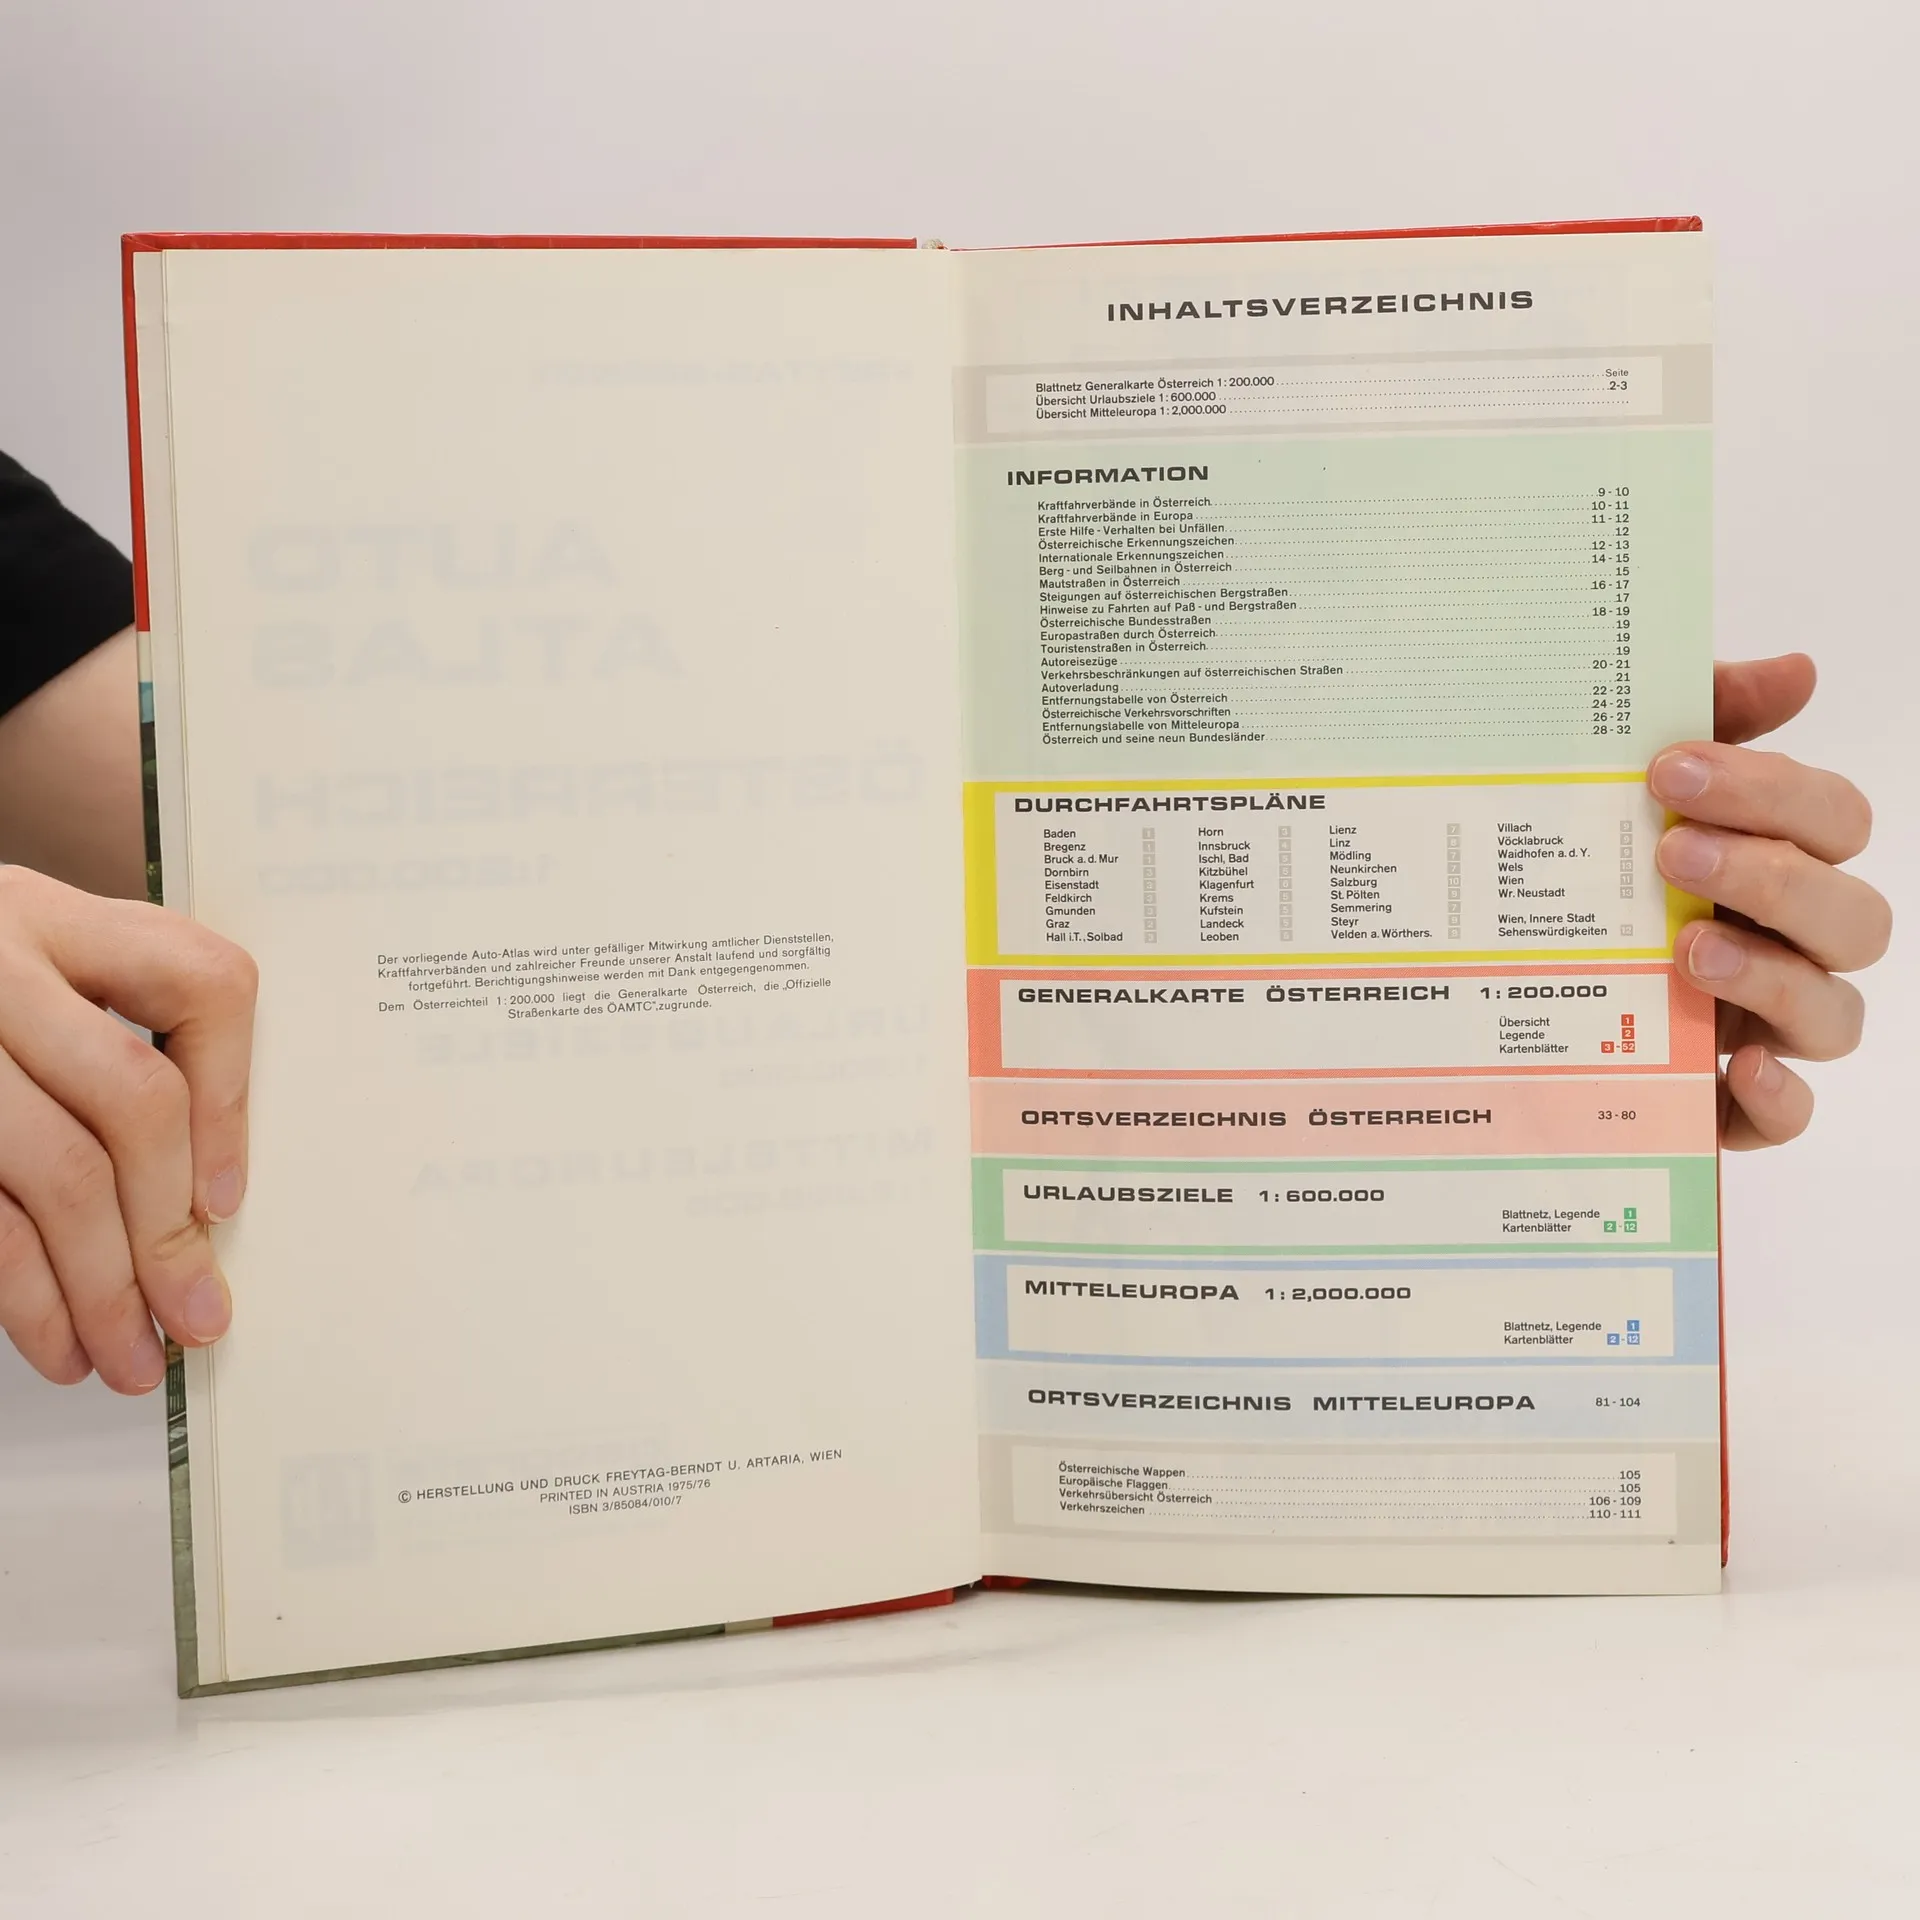 Der vorliegende Auto-Atlas wird unter gefälliger Mitwirkung amtlicher Dienststellen,
Kraftfahrverbänden und zahlreicher Freunde unserer Anstalt laufend und sorgfältig
fortgeführt. Berichtigungshinweise werden mit Dank entgegengenommen.
Dem Österreichteil 1:200.000 liegt die Generalkarte Österreich, die „Offizielle
Straßenkarte des ÖAMTC",zugrunde.
© HERSTELLUNG UND DRUCK FREYTAG-BERNDT U. ARTARIA, WIEN
PRINTED IN AUSTRIA 1975/76
ISBN 3/85084/010/7
INHALTSVERZEICHNIS
Seite
Blattnetz Generalkarte Österreich 1:200.000 2-3
Übersicht Urlaubsziele 1:600.000
Übersicht Mitteleuropa 1:2,000.000
INFORMATION
Kraftfahrverbände in Österreich 9-10
Kraftfahrverbände in Europa 10-11
Erste Hilfe-Verhalten bei Unfällen 11-12
Österreichische Erkennungszeichen 12
Internationale Erkennungszeichen 12-13
Berg-und Seilbahnen in Österreich 14-15
Mautstraßen in Österreich 15
Steigungen auf österreichischen Bergstraßen 16-17
Hinweise zu Fahrten auf Paß-und Bergstraßen 17
Österreichische Bundesstraßen 18-19
Europastraßen durch Österreich 19
Touristenstraßen in Österreich 19
Autoreisezüge 19
Verkehrsbeschränkungen auf österreichischen Straßen 20-21
Autoverladung 21
Entfernungstabelle von Österreich 22-23
Österreichische Verkehrsvorschriften 24-25
Entfernungstabelle von Mitteleuropa 26-27
Österreich und seine neun Bundesländer 28-32
DURCHFAHRTSPLÄNE
Baden
Bregenz
Bruck a.d.Mur
Dornbirn
Eisenstadt
Feldkirch
Gmunden
Graz
Hall i.T.,Solbad
Horn
Innsbruck
Ischl, Bad
Kitzbühel
Klagenfurt
Krems
Kufstein
Landeck
Leoben
Lienz
Linz
Mödling
Neunkirchen
Salzburg
St. Pölten
Semmering
Steyr
Velden a.Wörthers.
Villach
Vöcklabruck
Waidhofen a.d.Y.
Wels
Wien
Wr. Neustadt
Wien, Innere Stadt
Sehenswürdigkeiten
GENERALKARTE ÖSTERREICH 1:200.000
Übersicht 1
Legende 2
Kartenblätter 3-52
ORTSVERZEICHNIS ÖSTERREICH 33-80
URLAUBSZIELE 1:600.000
Blattnetz, Legende 1
Kartenblätter 2-12
MITTELEUROPA 1:2,000.000
Blattnetz, Legende 1
Kartenblätter 2-12
ORTSVERZEICHNIS MITTELEUROPA 81-104
Österreichische Wappen 105
Europäische Flaggen 105
Verkehrsübersicht Österreich 106-109
Verkehrszeichen 110-111